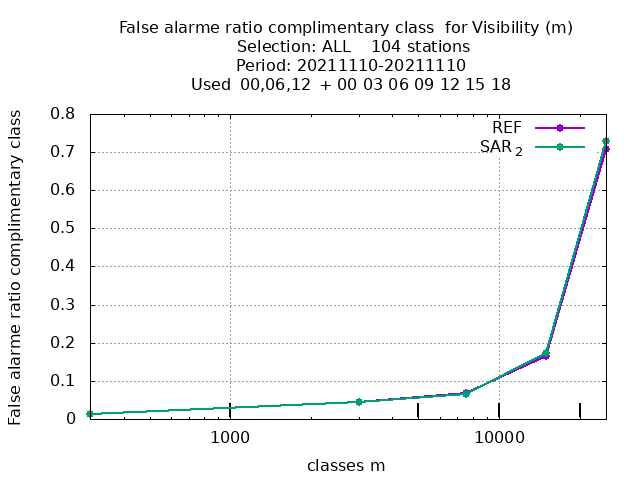 False alarme ratio complimentary class  for Visibility (m)
Selection: ALL    104 stations
Period: 20211110-20211110
Used  00,06,12  + 00 03 06 09 12 15 18
False alarme ratio complimentary class
0.8
0.7
0.6
0.5
0.4
0.3
0.2
0.1
0
REF
SAR 2
1000
10000
classes m